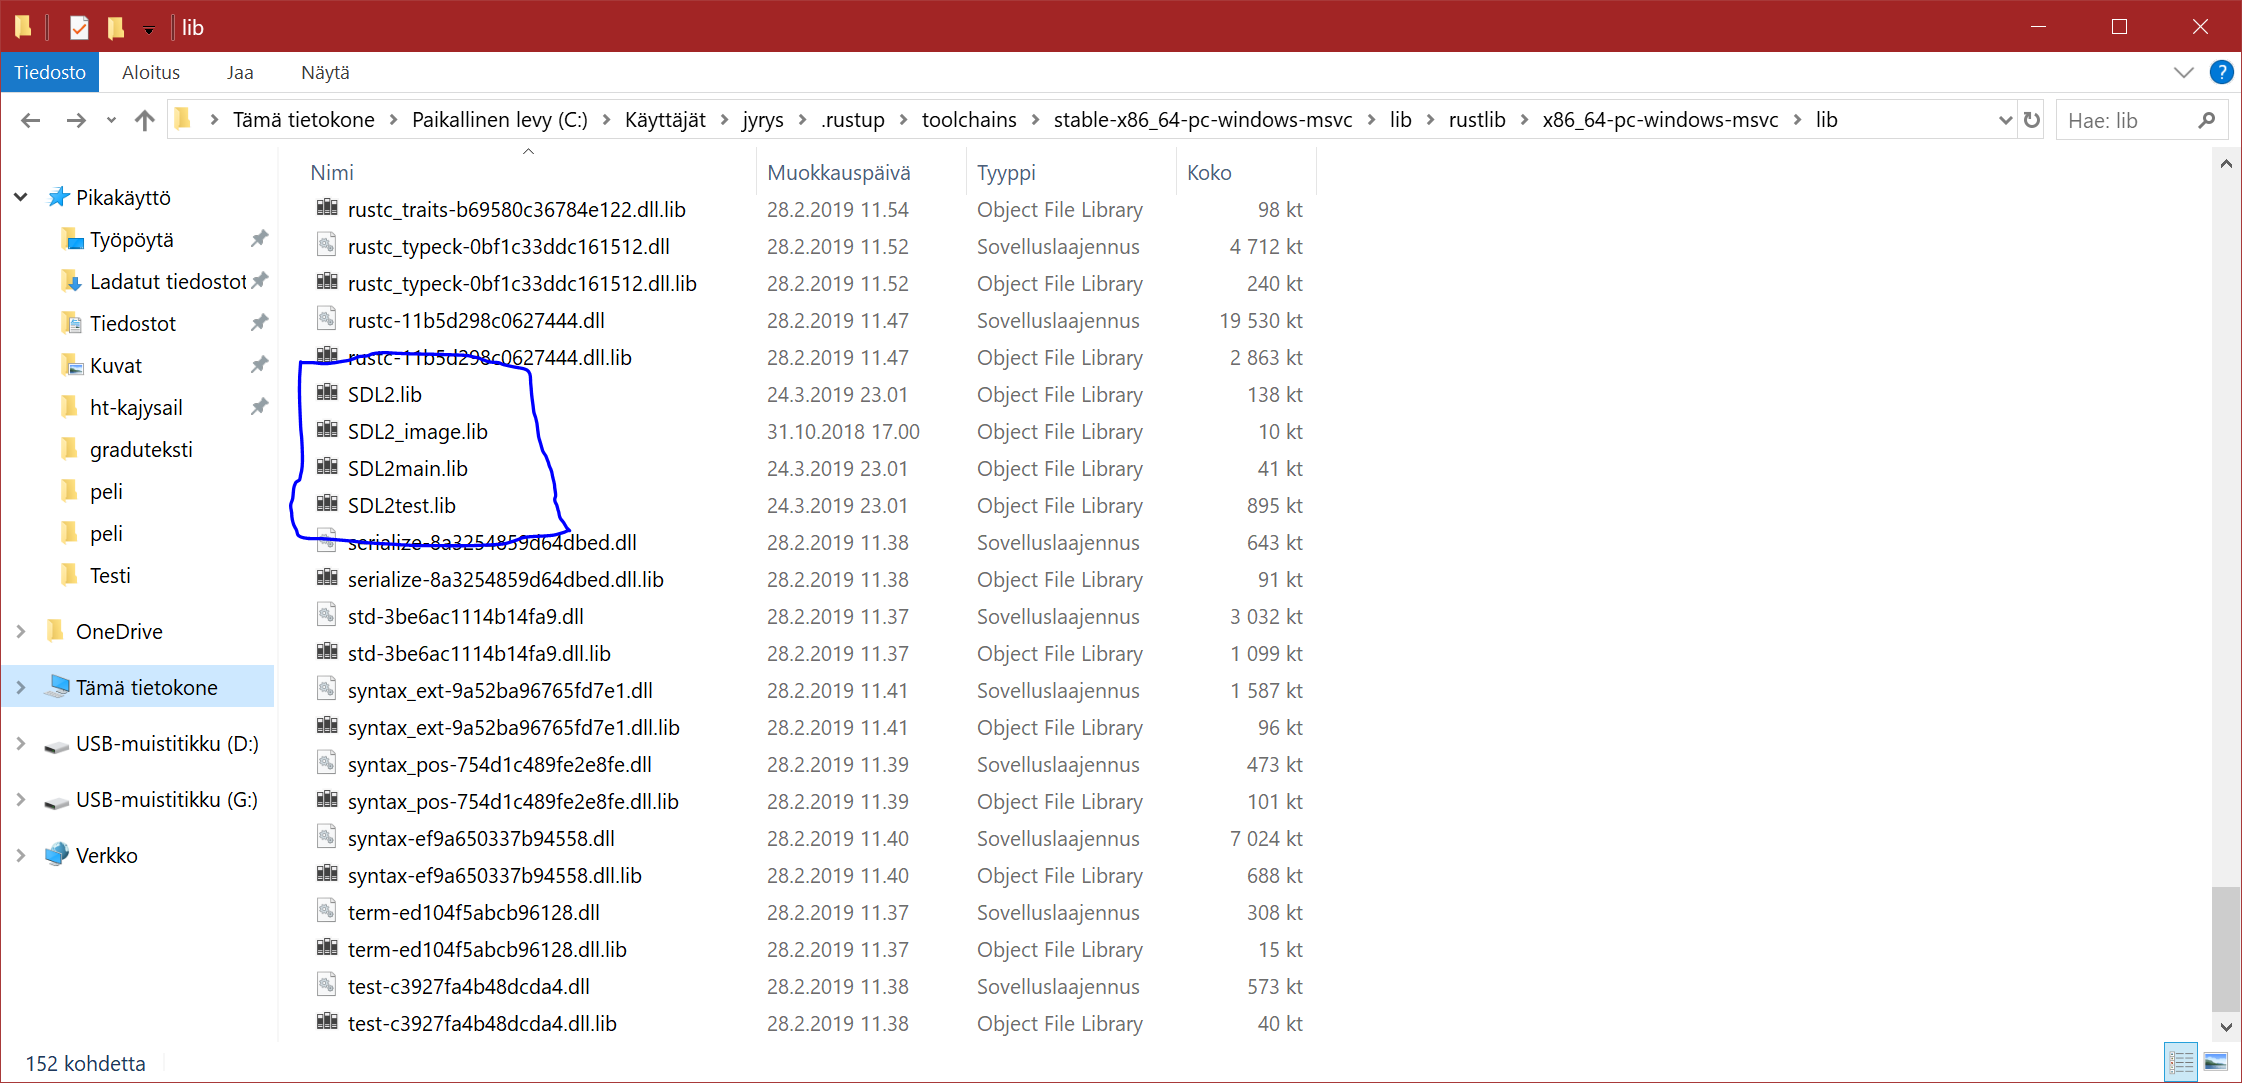 lib
Tiedosto Aloitus Jaa Näytä
Tämä tietokone Paikallinen levy (C:) Käyttäjät jyrys .rustup toolchains stable-x86_64-pc-windows-msvc lib rustlib x86_64-pc-windows-msvc lib Hae: lib
Pikakäyttö
Työpöytä
Ladatut tiedostot
Tiedostot
Kuvat
ht-kajysail
graduteksti
peli
peli
Testi
OneDrive
Tämä tietokone
USB-muistitikku (D:)
USB-muistitikku (G:)
Verkko
Nimi Muokkauspäivä Tyyppi Koko
rustc_traits-b69580c36784e122.dll.lib 28.2.2019 11.54 Object File Library 98 kt
rustc_typeck-0bf1c33ddc161512.dll 28.2.2019 11.52 Sovelluslaajennus 4 712 kt
rustc_typeck-0bf1c33ddc161512.dll.lib 28.2.2019 11.52 Object File Library 240 kt
rustc-11b5d298c0627444.dll 28.2.2019 11.47 Sovelluslaajennus 19 530 kt
rustc-11b5d298c0627444.dll.lib 28.2.2019 11.47 Object File Library 2 863 kt
SDL2.lib 24.3.2019 23.01 Object File Library 138 kt
SDL2_image.lib 31.10.2018 17.00 Object File Library 10 kt
SDL2main.lib 24.3.2019 23.01 Object File Library 41 kt
SDL2test.lib 24.3.2019 23.01 Object File Library 895 kt
serialize-8a3254859d64dbed.dll 28.2.2019 11.38 Sovelluslaajennus 643 kt
serialize-8a3254859d64dbed.dll.lib 28.2.2019 11.38 Object File Library 91 kt
std-3be6ac1114b14fa9.dll 28.2.2019 11.37 Sovelluslaajennus 3 032 kt
std-3be6ac1114b14fa9.dll.lib 28.2.2019 11.37 Object File Library 1 099 kt
syntax_ext-9a52ba96765fd7e1.dll 28.2.2019 11.41 Sovelluslaajennus 1 587 kt
syntax_ext-9a52ba96765fd7e1.dll.lib 28.2.2019 11.41 Object File Library 96 kt
syntax_pos-754d1c489fe2e8fe.dll 28.2.2019 11.39 Sovelluslaajennus 473 kt
syntax_pos-754d1c489fe2e8fe.dll.lib 28.2.2019 11.39 Object File Library 101 kt
syntax-ef9a650337b94558.dll 28.2.2019 11.40 Sovelluslaajennus 7 024 kt
syntax-ef9a650337b94558.dll.lib 28.2.2019 11.40 Object File Library 688 kt
term-ed104f5abcb96128.dll 28.2.2019 11.37 Sovelluslaajennus 308 kt
term-ed104f5abcb96128.dll.lib 28.2.2019 11.37 Object File Library 15 kt
test-c3927fa4b48dcda4.dll 28.2.2019 11.38 Sovelluslaajennus 573 kt
test-c3927fa4b48dcda4.dll.lib 28.2.2019 11.38 Object File Library 40 kt
152 kohdetta